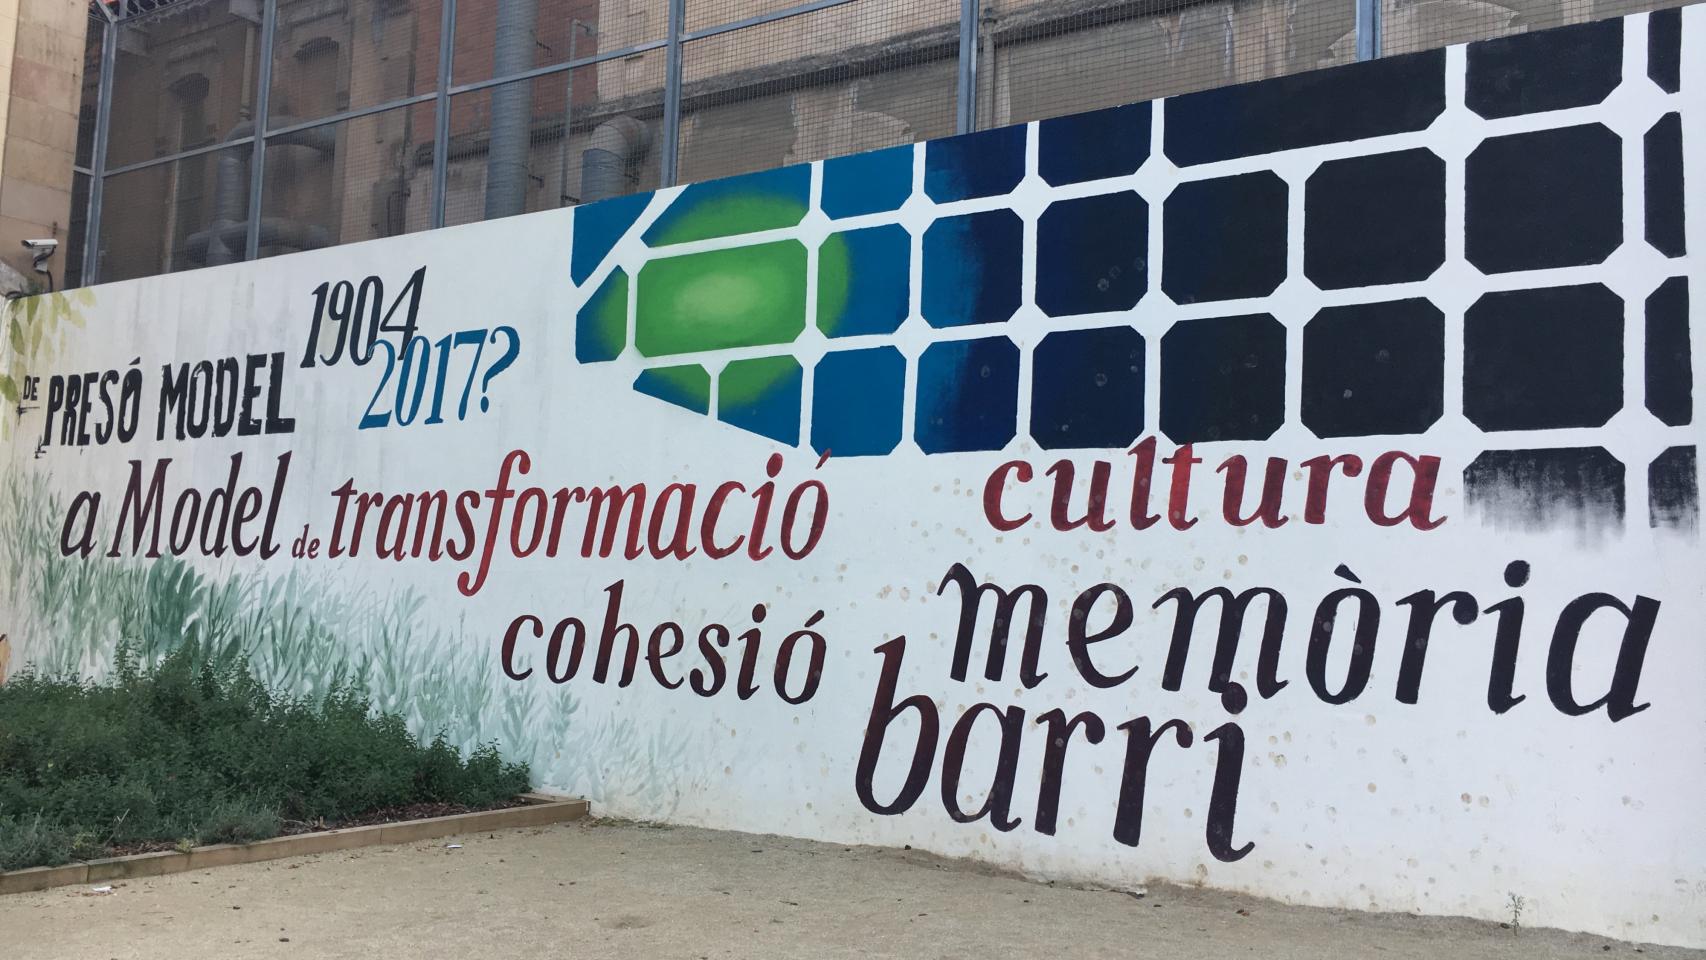 DE PRESÓ MODEL 1904
2017?
a Model de transformació
cultura
cohesió
memòria
barri